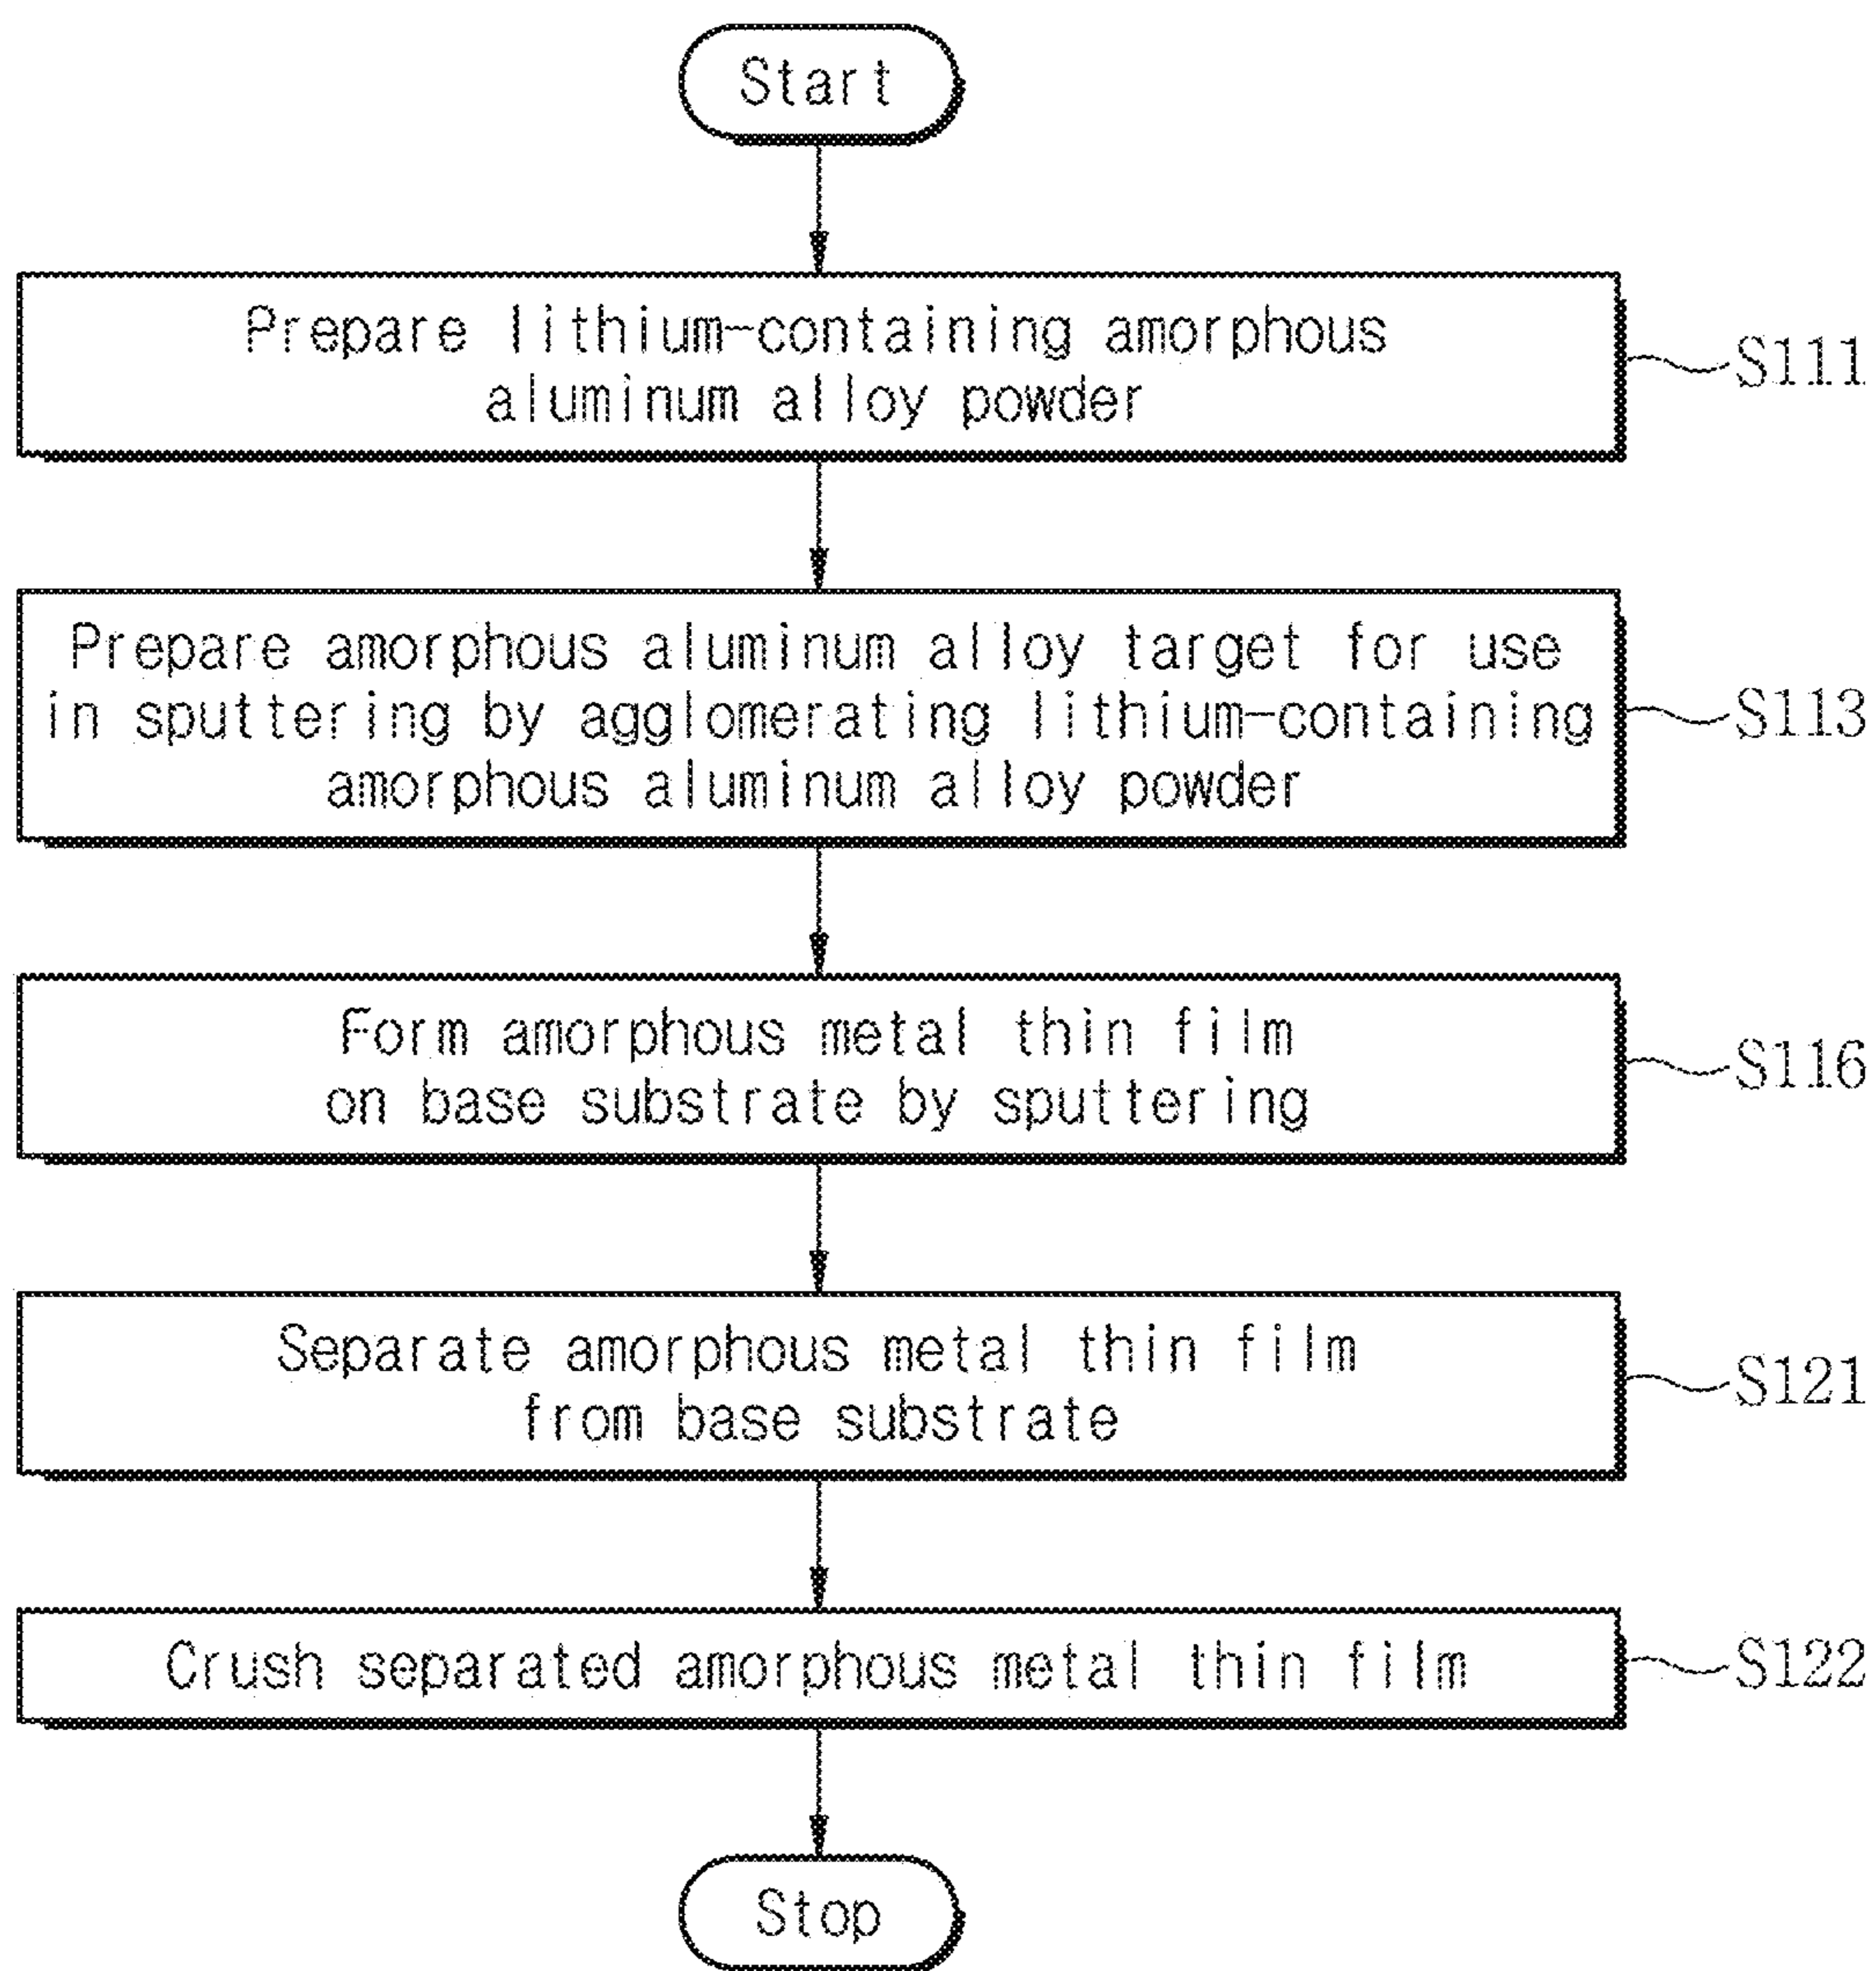 Start
Prepare lithium-containing amorphous
aluminum alloy powder
S111
Prepare amorphous aluminum alloy target for use
in sputtering by agglomerating lithium-containing
amorphous aluminum alloy powder
S113
Form amorphous metal thin film
on base substrate by sputtering
S116
Separate amorphous metal thin film
from base substrate
S121
Crush separated amorphous metal thin film
S122
Stop